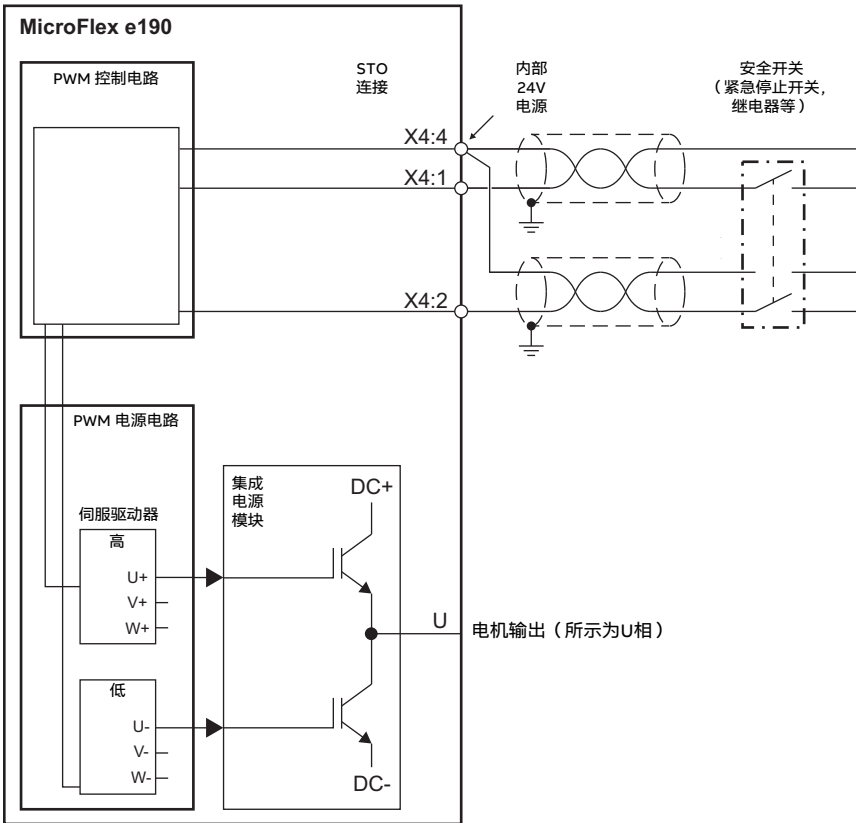 MicroFlex e190
PWM 控制电路
STO
连接
内部
24V
电源
安全开关
（紧急停止开关，
继电器等）
X4:4
X4:1
X4:2
PWM 电源电路
集成
电源
模块
DC+
伺服驱动器
高
U+
V+
W+
U
电机输出（所示为U相）
低
U-
V-
W-
DC-